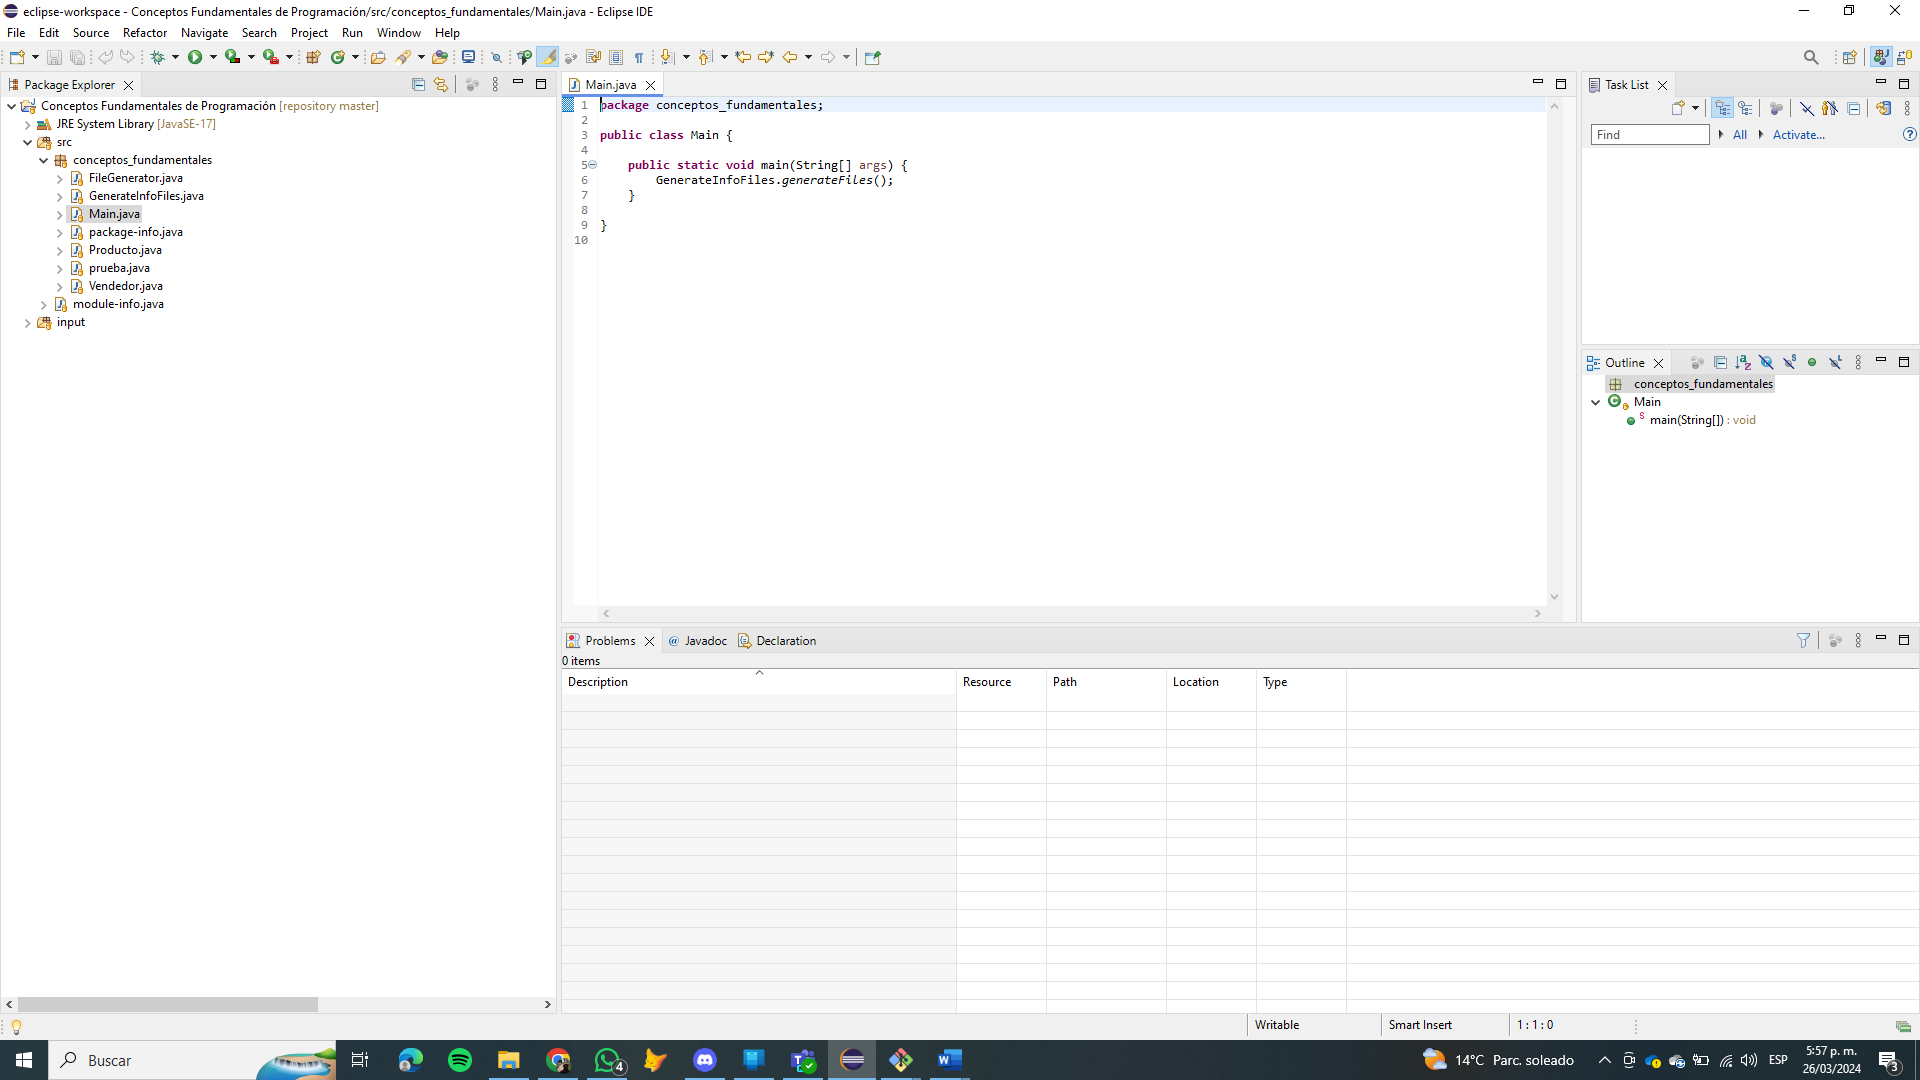 eclipse-workspace - Conceptos Fundamentales de Programación/src/conceptos_fundamentales/Main.java - Eclipse IDE
File Edit Source Refactor Navigate Search Project Run Window Help
Package Explorer
Conceptos Fundamentales de Programación [repository master]
JRE System Library [JavaSE-17]
src
conceptos_fundamentales
FileGenerator.java
GenerateInfoFiles.java
Main.java
package-info.java
Producto.java
prueba.java
Vendedor.java
module-info.java
input
Main.java
1 package conceptos_fundamentales;
2
3 public class Main {
4
5 public static void main(String[] args) {
6 GenerateInfoFiles.generateFiles();
7 }
8
9 }
10
Task List
Find All Activate...
Outline
conceptos_fundamentales
Main
main(String[]) : void
Problems @ Javadoc Declaration
0 items
Description Resource Path Location Type
Writable Smart Insert 1 : 1 : 0
Buscar
4
14°C Parc. soleado
ESP
5:57 p. m.
26/03/2024
3